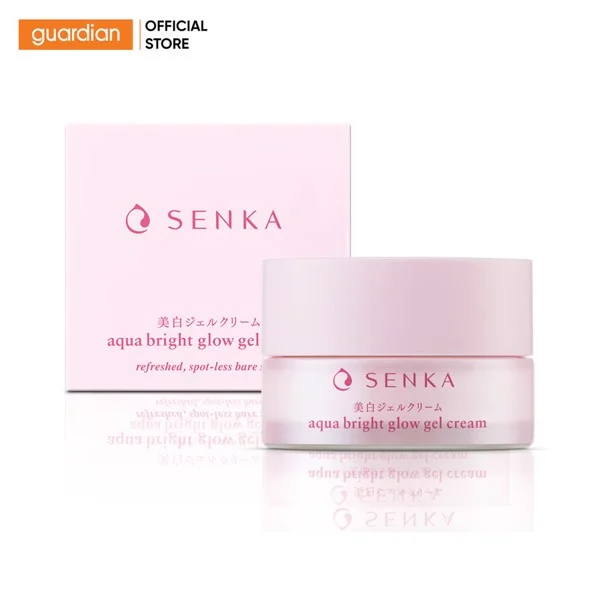 guardian
OFFICIAL
STORE
SENKA
美白ジェルクリーム
aqua bright glow gel
refreshed, spot-less bare
SENKA
美白ジェルクリーム
aqua bright glow gel cream